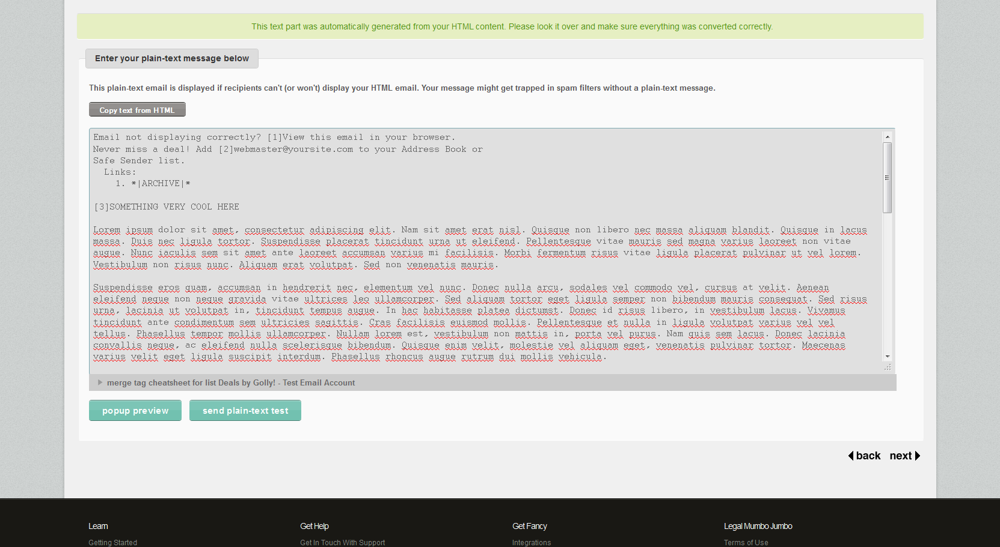 This text part was automatically generated from your HTML content. Please look it over and make sure everything was converted correctly.
Enter your plain-text message below
This plain-text email is displayed if recipients can't (or won't) display your HTML email. Your message might get trapped in spam filters without a plain-text message.
Copy text from HTML
Email not displaying correctly? [1]View this email in your browser.
Never miss a deal! Add [2]webmaster@yoursite.com to your Address Book or
Safe Sender list.
Links:
1. *|ARCHIVE|*
[3]SOMETHING VERY COOL HERE
Lorem ipsum dolor sit amet, consectetur adipiscing elit. Nam sit amet erat nisl. Quisque non libero nec massa aliquam blandit. Quisque in lacus
massa. Duis nec ligula tortor. Suspendisse placerat tincidunt urna ut eleifend. Pellentesque vitae mauris sed magna varius laoreet non vitae
augue. Nunc iaculis sem sit amet ante laoreet accumsan varius mi facilisis. Morbi fermentum risus vitae ligula placerat pulvinar ut vel lorem.
Vestibulum non risus nunc. Aliquam erat volutpat. Sed non venenatis mauris.
Suspendisse eros quam, accumsan in hendrerit nec, elementum vel nunc. Donec nulla arcu, sodales vel commodo vel, cursus at velit. Aenean
eleifend neque non neque gravida vitae ultrices leo ullamcorper. Sed aliquam tortor eget ligula semper non bibendum mauris consequat. Sed risus
urna, lacinia ut volutpat in, tincidunt tempus augue. In hac habitasse platea dictumst. Donec id risus libero, in vestibulum lacus. Vivamus
tincidunt ante condimentum sem ultricies sagittis. Cras facilisis euismod mollis. Pellentesque et nulla in ligula volutpat varius vel vel
tellus. Phasellus tempor mollis ullamcorper. Nullam lorem est, vestibulum non mattis in, porta vel purus. Nam quis sem lacus. Donec lacinia
convallis neque, ac eleifend nulla scelerisque bibendum. Quisque enim velit, molestie vel aliquam eget, venenatis pulvinar tortor. Maecenas
varius velit eget ligula suscipit interdum. Phasellus rhoncus augue rutrum dui mollis vehicula.
merge tag cheatsheet for list Deals by Golly! - Test Email Account
popup preview send plain-text test
back next
Learn Get Help Get Fancy Legal Mumbo Jumbo
Getting Started Get In Touch With Support Integrations Terms of Use